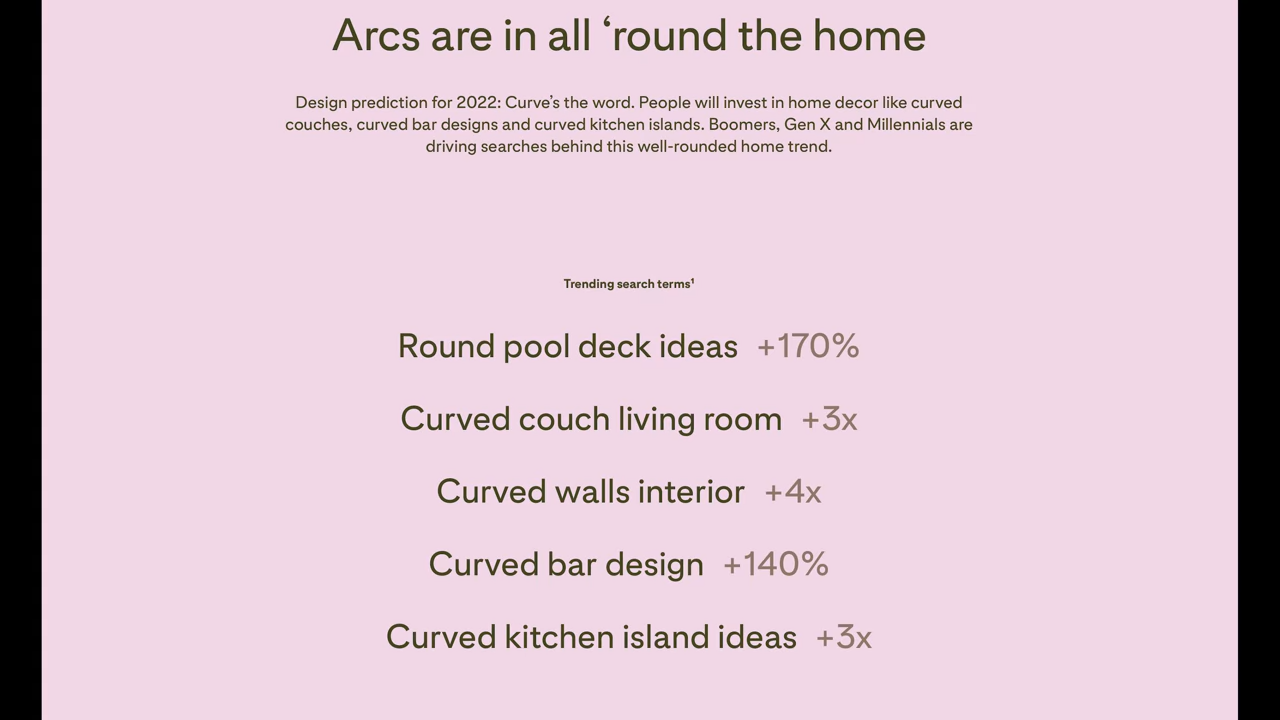 Arcs are in all ‘round the home
Design prediction for 2022: Curve’s the word. People will invest in home decor like curved
couches, curved bar designs and curved kitchen islands. Boomers, Gen X and Millennials are
driving searches behind this well-rounded home trend.
Trending search terms¹
Round pool deck ideas +170%
Curved couch living room +3x
Curved walls interior +4x
Curved bar design +140%
Curved kitchen island ideas +3x